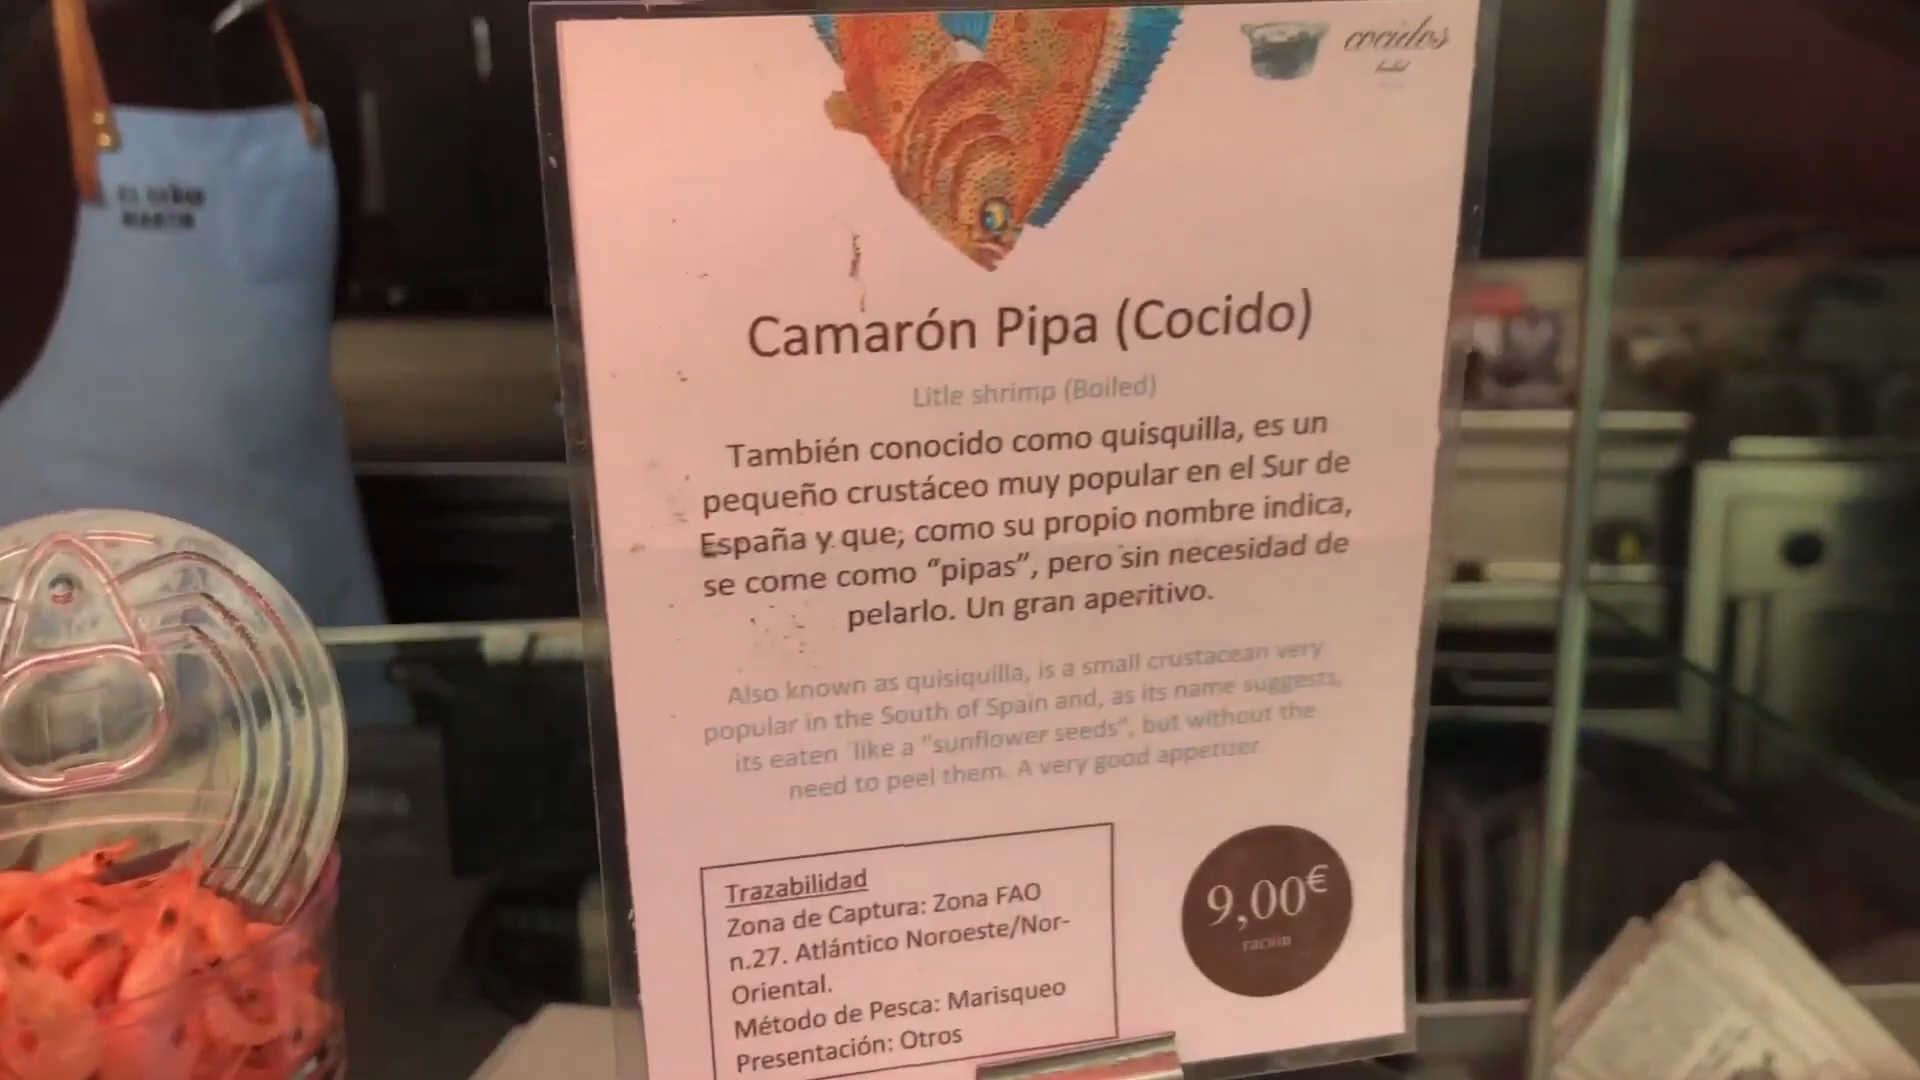 cocidos
boiled
EL SEÑOR
MARTIN
Camarón Pipa (Cocido)
Litle shrimp (Boiled)
También conocido como quisquilla, es un
pequeño crustáceo muy popular en el Sur de
España y que; como su propio nombre indica,
se come como “pipas”, pero sin necesidad de
pelarlo. Un gran aperitivo.
Also known as quisiquilla, is a small crustacean very
popular in the South of Spain and, as its name suggests,
its eaten ´like a "sunflower seeds", but without the
need to peel them. A very good appetizer.
Trazabilidad
Zona de Captura: Zona FAO
n.27. Atlántico Noroeste/Nor-
Oriental.
Método de Pesca: Marisqueo
Presentación: Otros
9,00€
ración